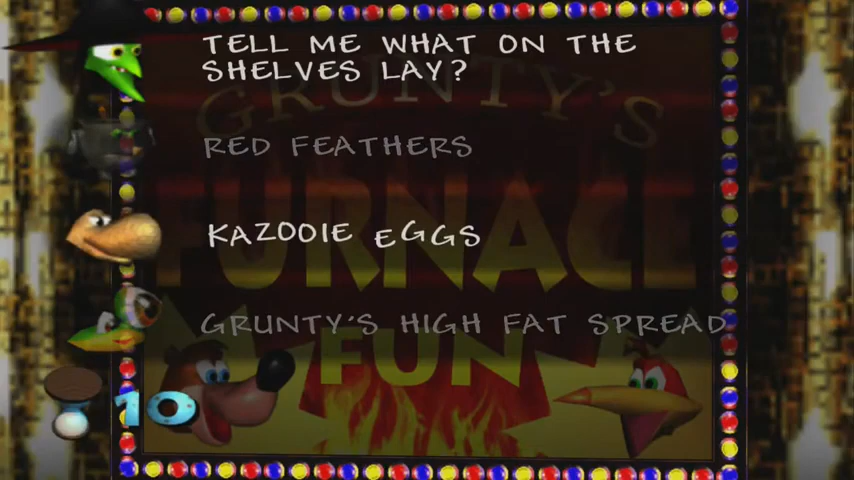 TELL ME WHAT ON THE
SHELVES LAY?
GRUNTY'S
RED FEATHERS
FURNACE
KAZOOIE EGGS
GRUNTY'S HIGH FAT SPREAD
FUN
10